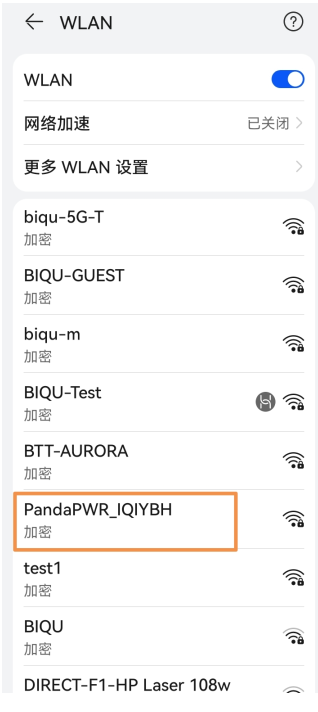 WLAN
WLAN
网络加速 已关闭
更多 WLAN 设置
biqu-5G-T
加密
BIQU-GUEST
加密
biqu-m
加密
BIQU-Test
加密
BTT-AURORA
加密
PandaPWR_IQIYBH
加密
test1
加密
BIQU
加密
DIRECT-F1-HP Laser 108w